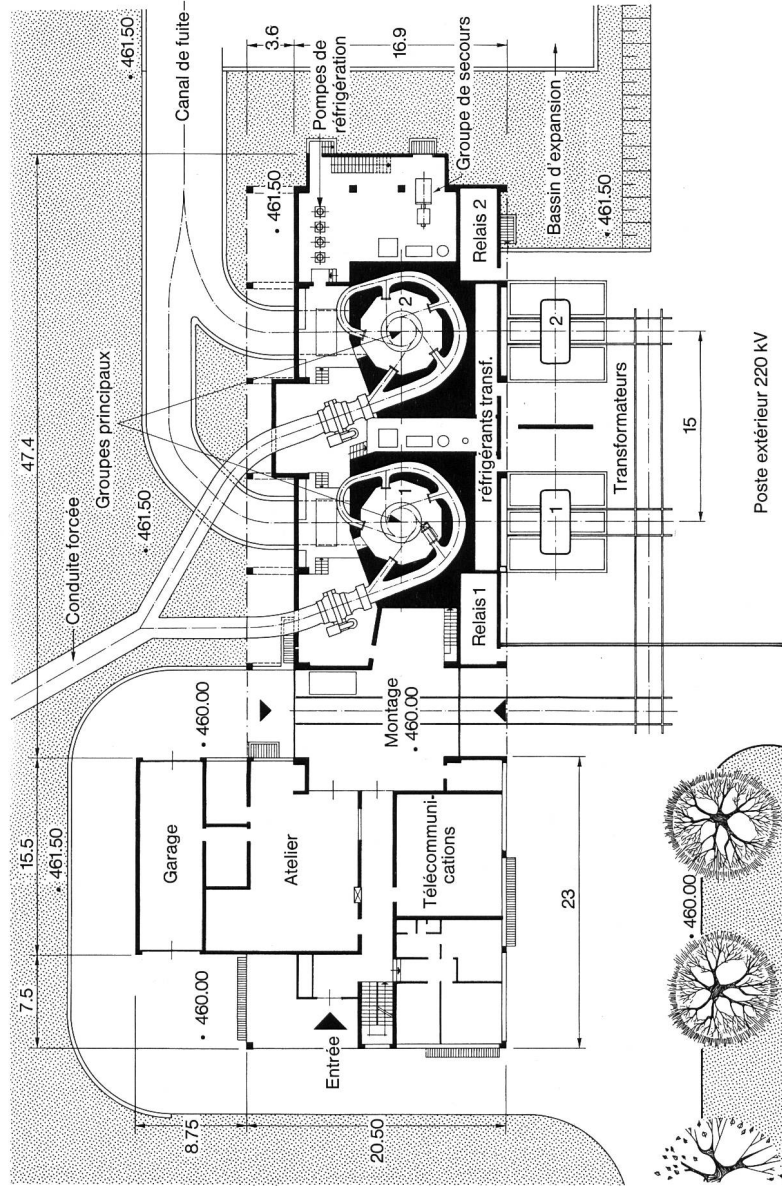 7.5
15.5
47.4
8.75
20.50
461.50
460.00
460.00
Garage
Atelier
Entrée
Télécommuni-
cations
23
Conduite forcée
461.50
Groupes principaux
461.50
Canal de fuite
461.50
3.6
16.9
Pompes de
réfrigération
Groupe de secours
Montage
460.00
1
2
Relais 1
réfrigérants transf.
Relais 2
1
2
Transformateurs
15
Bassin d'expansion
461.50
460.00
Poste extérieur 220 kV